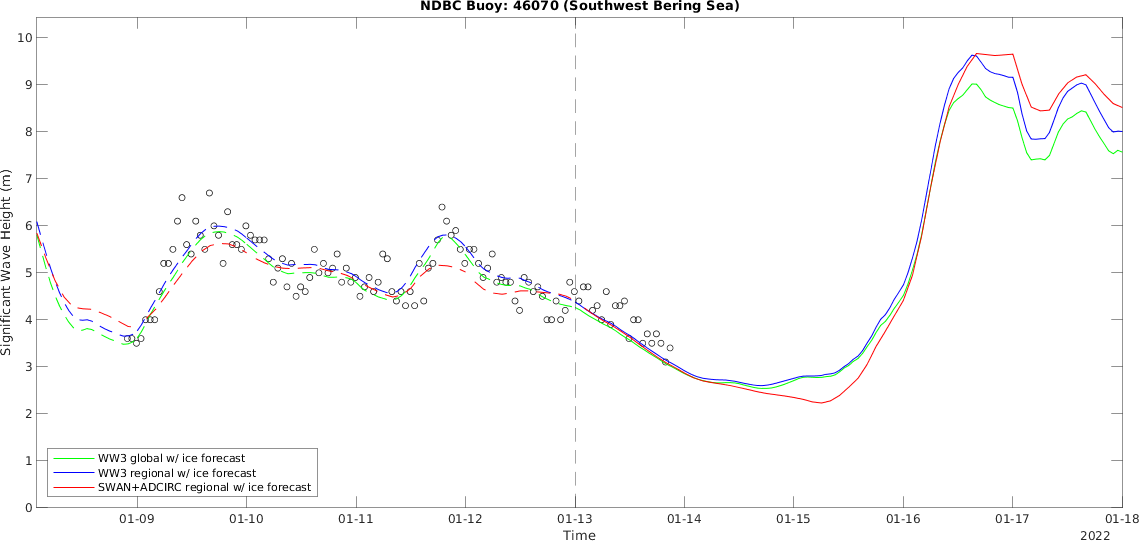 NDBC Buoy: 46070 (Southwest Bering Sea)
Significant Wave Height (m)
10
9
8
7
6
5
4
3
2
1
0
WW3 global w/ ice forecast
WW3 regional w/ ice forecast
SWAN+ADCIRC regional w/ ice forecast
01-09 01-10 01-11 01-12 01-13 01-14 01-15 01-16 01-17 01-18
Time
2022